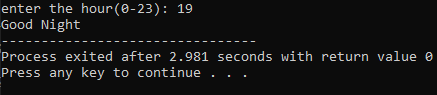 enter the hour(0-23): 19
Good Night
--------------------------------
Process exited after 2.981 seconds with return value 0
Press any key to continue . . .